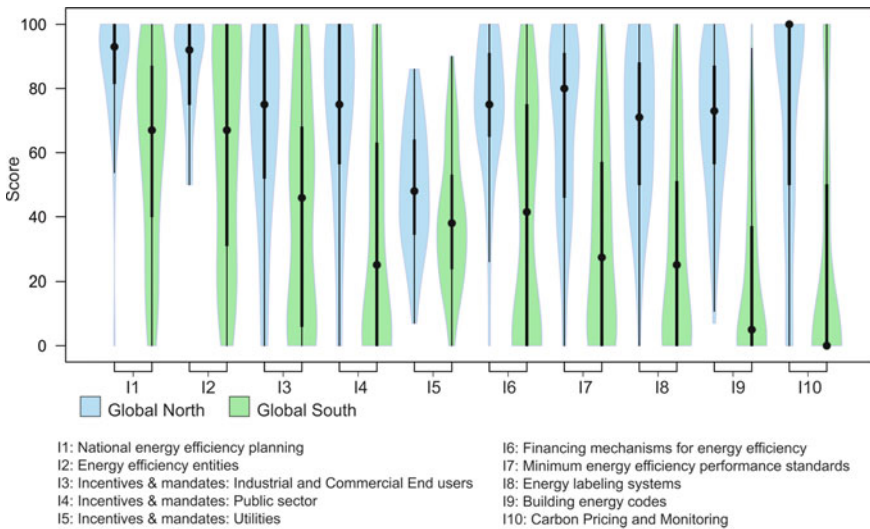 100
80
60
40
20
0
Score
I1 I2 I3 I4 I5 I6 I7 I8 I9 I10
Global North Global South
I1: National energy efficiency planning
I2: Energy efficiency entities
I3: Incentives & mandates: Industrial and Commercial End users
I4: Incentives & mandates: Public sector
I5: Incentives & mandates: Utilities
I6: Financing mechanisms for energy efficiency
I7: Minimum energy efficiency performance standards
I8: Energy labeling systems
I9: Building energy codes
I10: Carbon Pricing and Monitoring